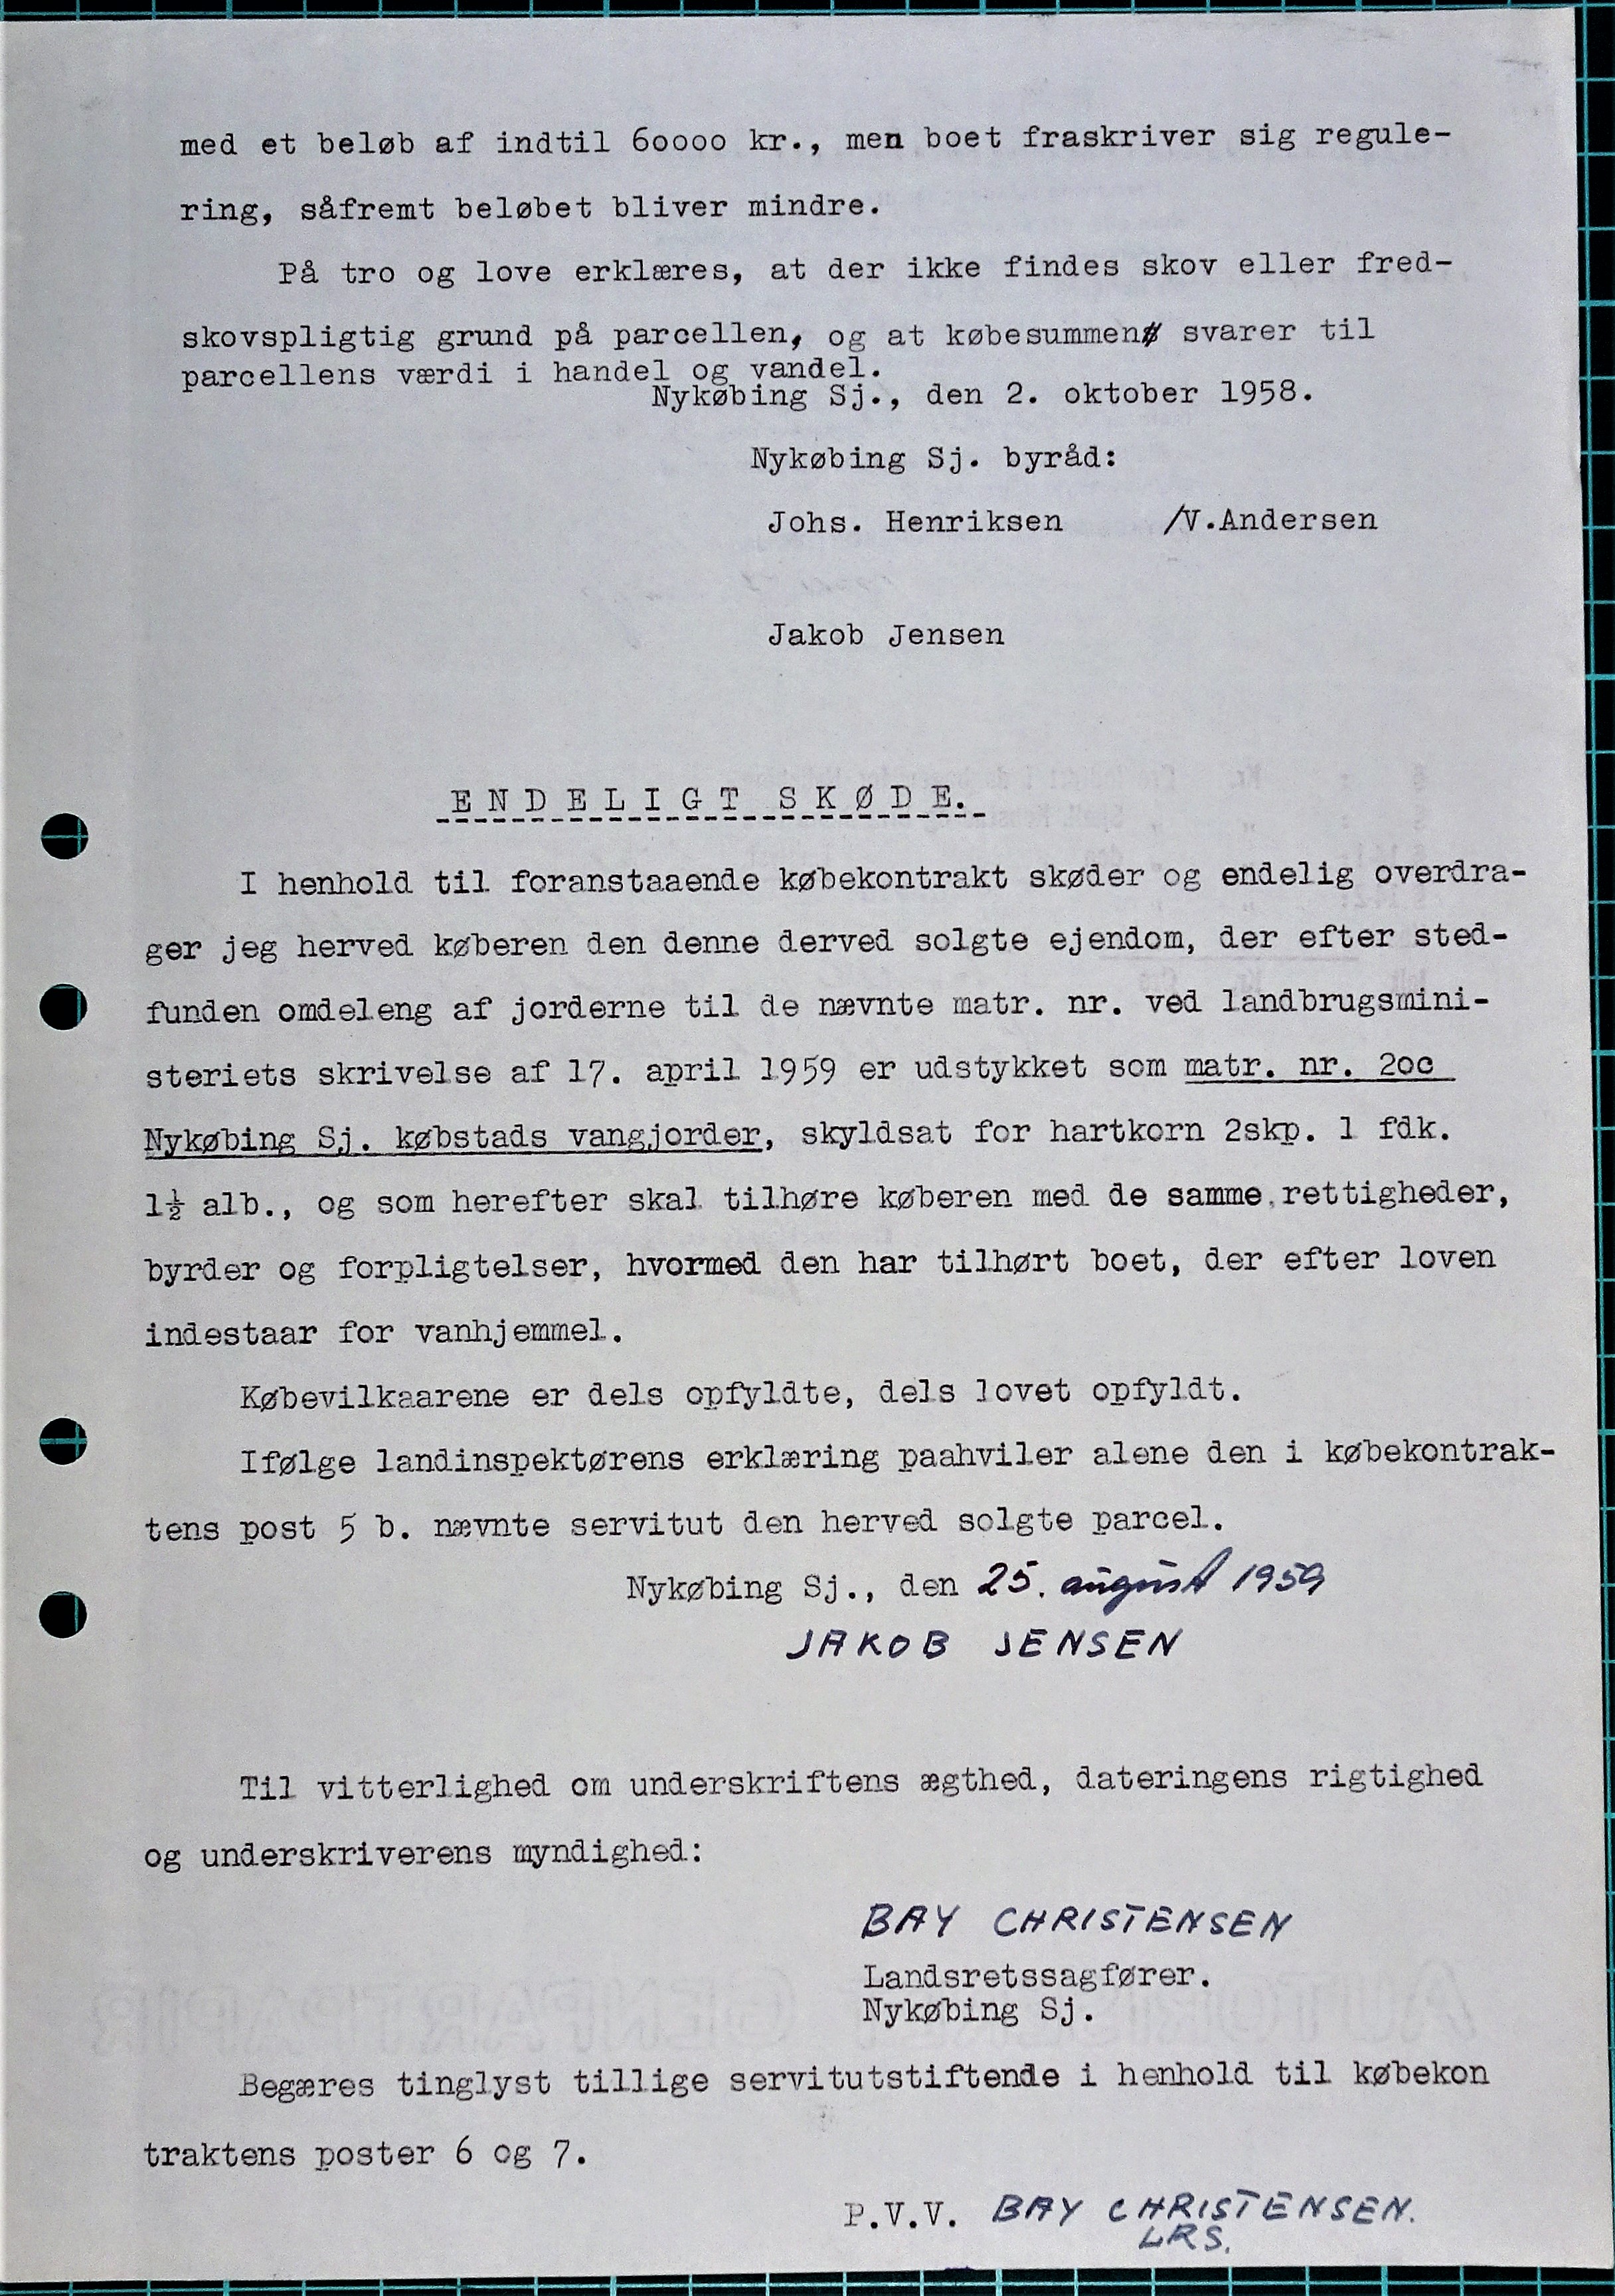 med et beløb af indtil 60000 kr., men boet fraskriver sig regule-
ring, såfremt beløbet bliver mindre.
På tro og love erklæres, at der ikke findes skov eller fred-
skovspligtig grund på parcellen, og at købesummen svarer til
parcellens værdi i handel og vandel.
Nykøbing Sj., den 2. oktober 1958.
Nykøbing Sj. byråd:
Johs. Henriksen /V.Andersen
Jakob Jensen
ENDELIGT SKØDE.
I henhold til foranstaaende købekontrakt skøder og endelig overdra-
ger jeg herved køberen den denne derved solgte ejendom, der efter sted-
funden omdeleng af jorderne til de nævnte matr. nr. ved landbrugsmini-
steriets skrivelse af 17. april 1959 er udstykket som matr. nr. 2oc
Nykøbing Sj. købstads vangjorder, skyldsat for hartkorn 2skp. 1 fdk.
1½ alb., og som herefter skal tilhøre køberen med de samme rettigheder,
byrder og forpligtelser, hvormed den har tilhørt boet, der efter loven
indestaar for vanhjemmel.
Købevilkaarene er dels opfyldte, dels lovet opfyldt.
Ifølge landinspektørens erklæring paahviler alene den i købekontrak-
tens post 5 b. nævnte servitut den herved solgte parcel.
Nykøbing Sj., den 25. august 1959
JAKOB JENSEN
Til vitterlighed om underskriftens ægthed, dateringens rigtighed
og underskriverens myndighed:
BAY CHRISTENSEN
Landsretssagfører.
Nykøbing Sj.
Begæres tinglyst tillige servitutstiftende i henhold til købekon
traktens poster 6 og 7.
P.V.V. BAY CHRISTENSEN.
LRS.